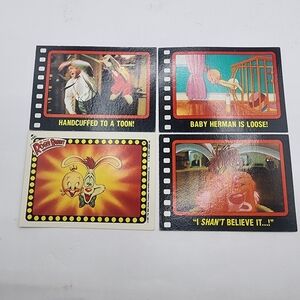 HANDCUFFED TO A TOON!
BABY HERMAN IS LOOSE!
ROGER RABBIT
"I SHAN'T BELIEVE IT...!"